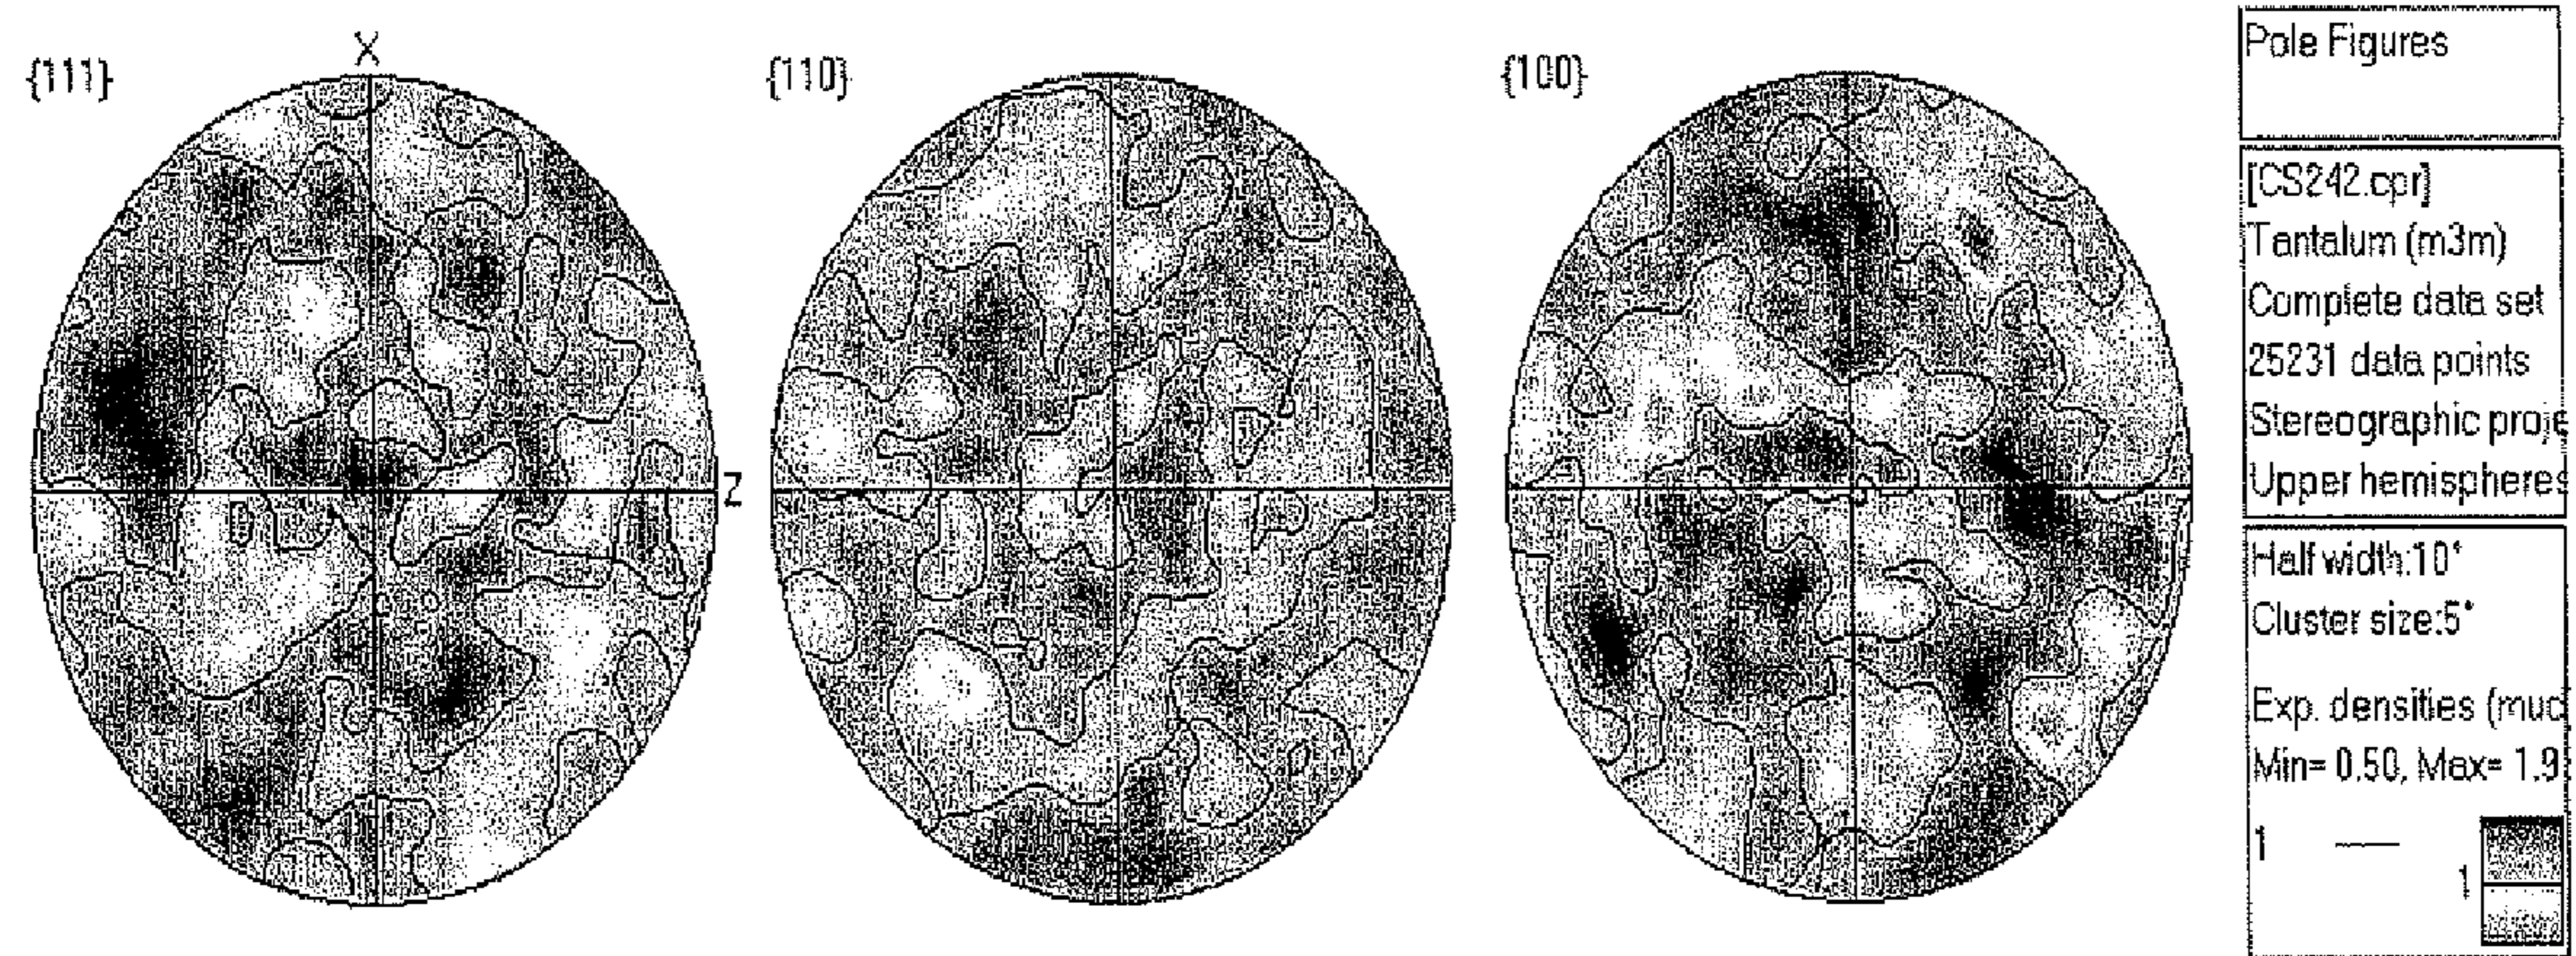 {111}
X
Z
{110}
{100}
Pole Figures
[CS242.cpr]
Tantalum (m3m)
Complete data set
25231 data points
Stereographic proje
Upper hemispheres
Half width:10°
Cluster size:5°
Exp. densities (mud
Min= 0.50, Max= 1.9
1
1